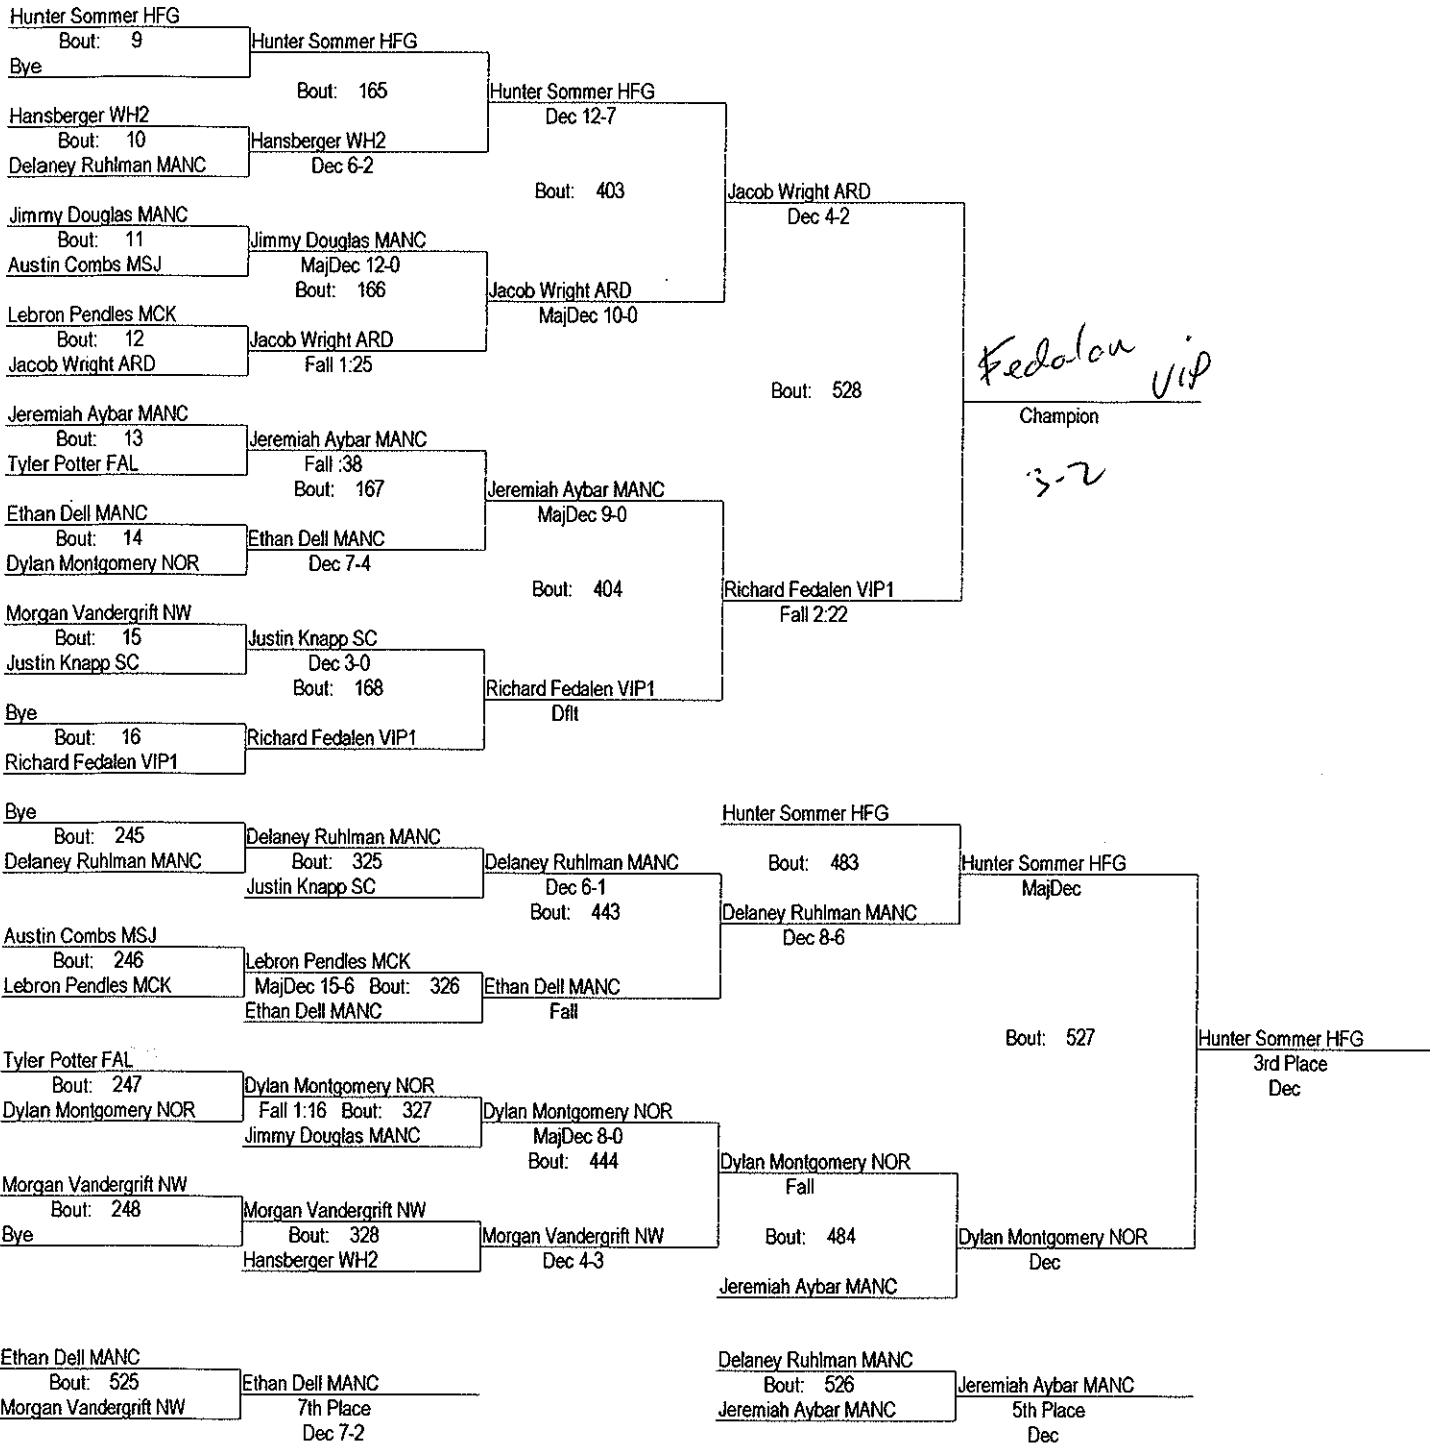 Hunter Sommer HFG
Bout: 9
Bye
Hunter Sommer HFG
Bout: 165
Hansberger WH2
Bout: 10
Delaney Ruhlman MANC
Hansberger WH2
Dec 6-2
Hunter Sommer HFG
Dec 12-7
Bout: 403
Jimmy Douglas MANC
Bout: 11
Austin Combs MSJ
Jimmy Douglas MANC
MajDec 12-0
Bout: 166
Lebron Pendles MCK
Bout: 12
Jacob Wright ARD
Jacob Wright ARD
Fall 1:25
Jacob Wright ARD
MajDec 10-0
Jacob Wright ARD
Dec 4-2
Bout: 528
Jeremiah Aybar MANC
Bout: 13
Tyler Potter FAL
Jeremiah Aybar MANC
Fall :38
Bout: 167
Ethan Dell MANC
Bout: 14
Dylan Montgomery NOR
Ethan Dell MANC
Dec 7-4
Jeremiah Aybar MANC
MajDec 9-0
Bout: 404
Morgan Vandergrift NW
Bout: 15
Justin Knapp SC
Justin Knapp SC
Dec 3-0
Bout: 168
Bye
Bout: 16
Richard Fedalen VIP1
Richard Fedalen VIP1
Richard Fedalen VIP1
Dflt
Richard Fedalen VIP1
Fall 2:22
Fedalen VIP
Champion
3-2
Bye
Bout: 245
Delaney Ruhlman MANC
Delaney Ruhlman MANC
Bout: 325
Justin Knapp SC
Delaney Ruhlman MANC
Dec 6-1
Bout: 443
Austin Combs MSJ
Bout: 246
Lebron Pendles MCK
Lebron Pendles MCK
MajDec 15-6 Bout: 326
Ethan Dell MANC
Ethan Dell MANC
Fall
Hunter Sommer HFG
Bout: 483
Delaney Ruhlman MANC
Dec 8-6
Hunter Sommer HFG
MajDec
Bout: 527
Tyler Potter FAL
Bout: 247
Dylan Montgomery NOR
Dylan Montgomery NOR
Fall 1:16 Bout: 327
Jimmy Douglas MANC
Dylan Montgomery NOR
MajDec 8-0
Bout: 444
Morgan Vandergrift NW
Bout: 248
Bye
Morgan Vandergrift NW
Bout: 328
Hansberger WH2
Morgan Vandergrift NW
Dec 4-3
Dylan Montgomery NOR
Fall
Bout: 484
Jeremiah Aybar MANC
Dylan Montgomery NOR
Dec
Hunter Sommer HFG
3rd Place
Dec
Ethan Dell MANC
Bout: 525
Morgan Vandergrift NW
Ethan Dell MANC
7th Place
Dec 7-2
Delaney Ruhlman MANC
Bout: 526
Jeremiah Aybar MANC
Jeremiah Aybar MANC
5th Place
Dec